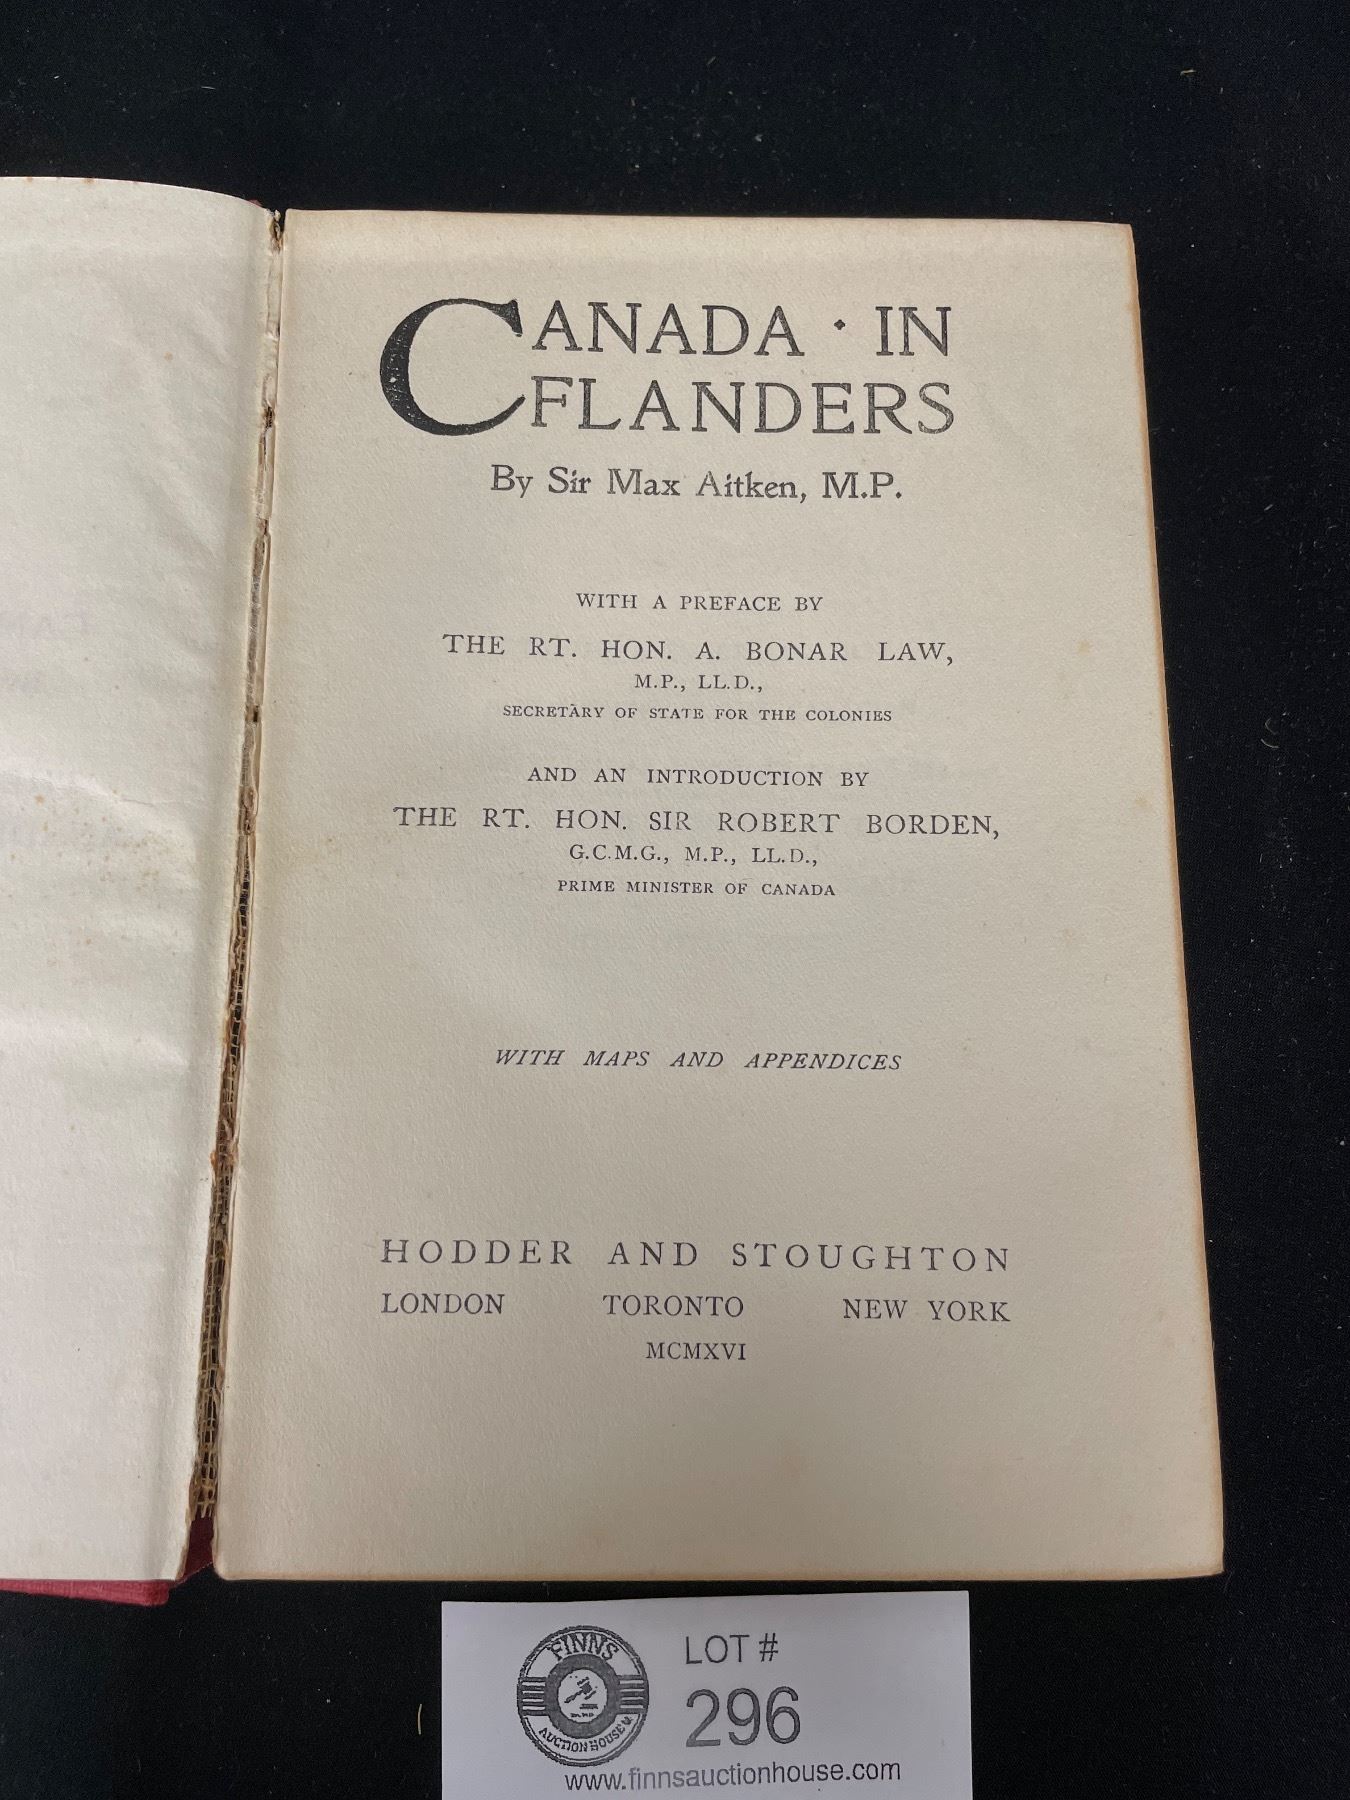 CANADA · IN
FLANDERS
By Sir Max Aitken, M.P.
WITH A PREFACE BY
THE RT. HON. A. BONAR LAW,
M.P., LL.D.,
SECRETARY OF STATE FOR THE COLONIES
AND AN INTRODUCTION BY
THE RT. HON. SIR ROBERT BORDEN,
G.C.M.G., M.P., LL.D.,
PRIME MINISTER OF CANADA
WITH MAPS AND APPENDICES
HODDER AND STOUGHTON
LONDON TORONTO NEW YORK
MCMXVI
FINNS
AUCTION HOUSE
LOT #
296
www.finnsauctionhouse.com